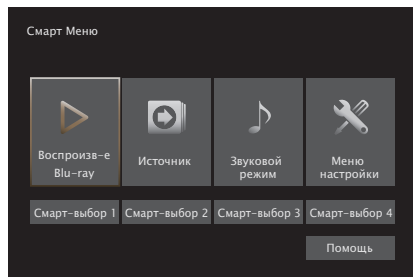 Смарт Меню
Воспроизв-е
Blu-ray
Источник
Звуковой
режим
Меню
настройки
Смарт-выбор 1
Смарт-выбор 2
Смарт-выбор 3
Смарт-выбор 4
Помощь